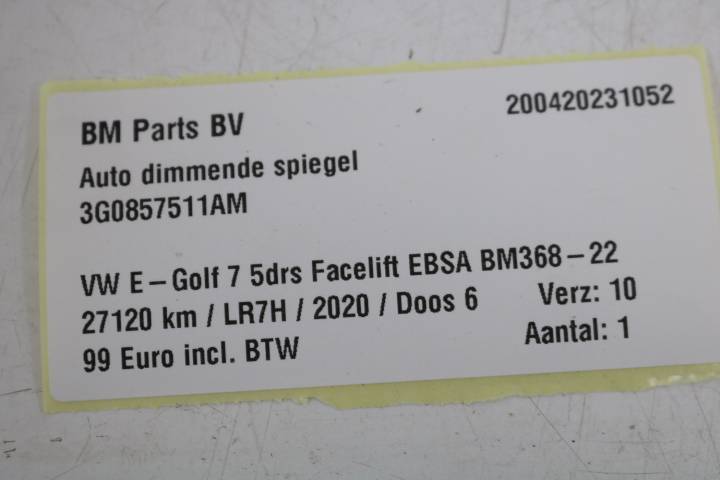 BM Parts BV 200420231052
Auto dimmende spiegel
3G0857511AM
VW E-Golf 7 5drs Facelift EBSA BM368-22
27120 km / LR7H / 2020 / Doos 6 Verz: 10
99 Euro incl. BTW Aantal: 1